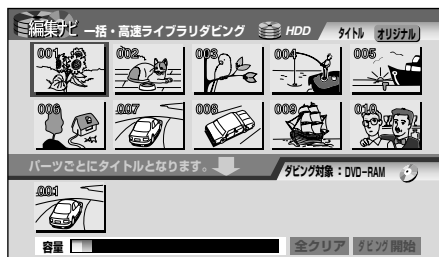 編集ナビ 一括・高速ライブラリダビング HDD タイトル オリジナル
001 002 003 004 005
006 007 008 009 010
パーツごとにタイトルとなります。 ダビング対象：DVD-RAM
001
容量 全クリア ダビング開始